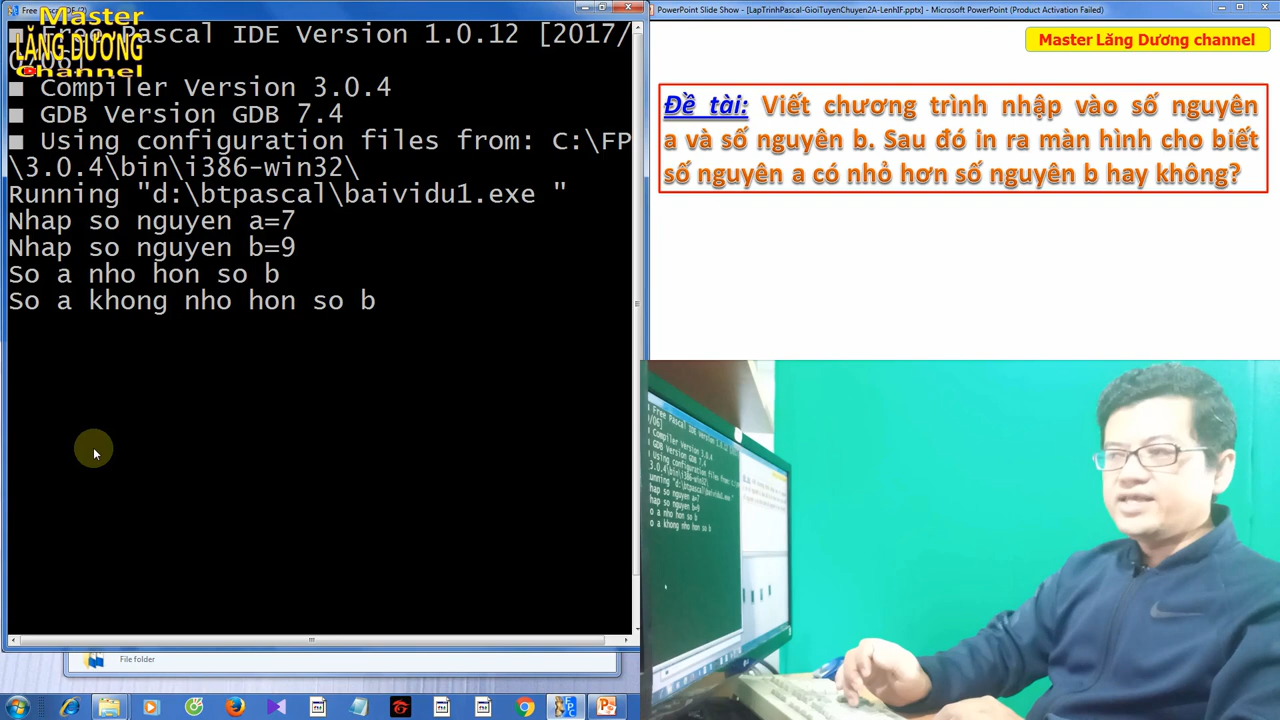 Free Pascal IDE Version 1.0.12 [2017/
Master
LĂNG DƯƠNG
Channel
■ Compiler Version 3.0.4
■ GDB Version GDB 7.4
■ Using configuration files from: C:\FP
\3.0.4\bin\i386-win32\
Running "d:\btpascal\baividu1.exe "
Nhap so nguyen a=7
Nhap so nguyen b=9
So a nho hon so b
So a khong nho hon so b
File folder
PowerPoint Slide Show - [LapTrinhPascal-GioiTuyenChuyen2A-LenhIF.pptx] - Microsoft PowerPoint (Product Activation Failed)
Master Lăng Dương channel
Đề tài: Viết chương trình nhập vào số nguyên
a và số nguyên b. Sau đó in ra màn hình cho biết
số nguyên a có nhỏ hơn số nguyên b hay không?